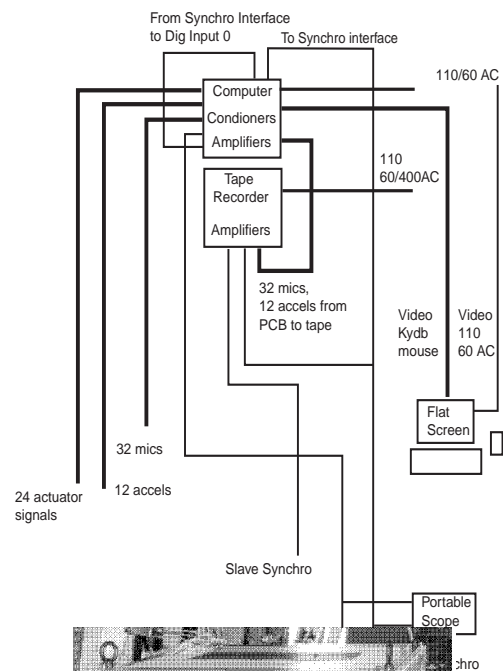 From Synchro Interface
to Dig Input 0
To Synchro interface
110/60 AC
Computer
Condioners
Amplifiers
110
60/400AC
Tape
Recorder
Amplifiers
32 mics,
12 accels from
PCB to tape
Video
Kydb
mouse
Video
110
60 AC
Flat
Screen
32 mics
12 accels
24 actuator
signals
Slave Synchro
Portable
Scope